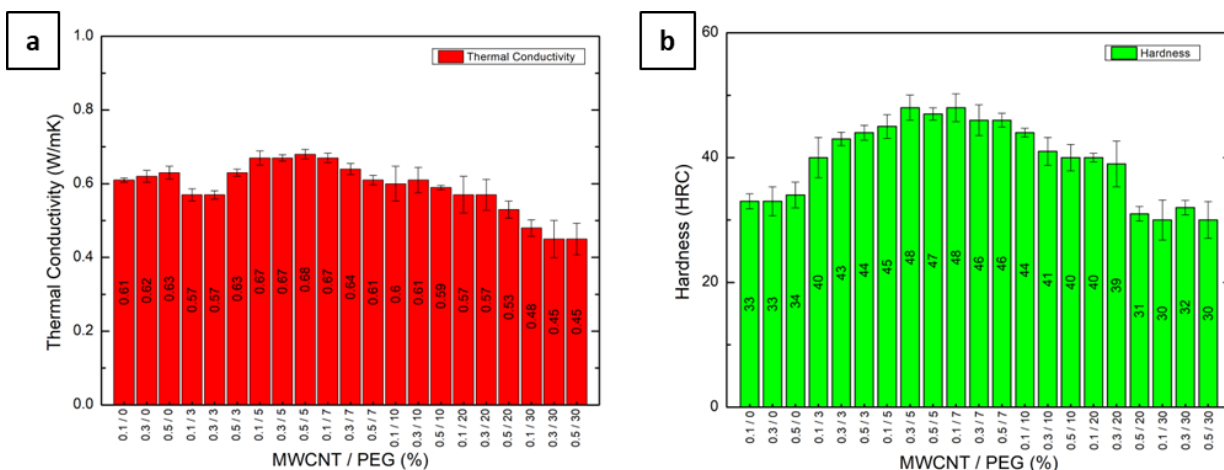 a
1.0
0.8
0.6
0.4
0.2
0.0
Thermal Conductivity (W/mK)
Thermal Conductivity
0.61
0.62
0.63
0.57
0.57
0.63
0.67
0.67
0.68
0.67
0.64
0.61
0.6
0.61
0.59
0.57
0.57
0.53
0.48
0.45
0.45
0.1 / 0
0.3 / 0
0.5 / 0
0.1 / 3
0.3 / 3
0.5 / 3
0.1 / 5
0.3 / 5
0.5 / 5
0.1 / 7
0.3 / 7
0.5 / 7
0.1 / 10
0.3 / 10
0.5 / 10
0.1 / 20
0.3 / 20
0.5 / 20
0.1 / 30
0.3 / 30
0.5 / 30
MWCNT / PEG (%)
b
60
40
20
0
Hardness (HRC)
Hardness
33
33
34
40
43
44
45
48
47
48
46
46
44
41
40
40
39
31
30
32
30
0.1 / 0
0.3 / 0
0.5 / 0
0.1 / 3
0.3 / 3
0.5 / 3
0.1 / 5
0.3 / 5
0.5 / 5
0.1 / 7
0.3 / 7
0.5 / 7
0.1 / 10
0.3 / 10
0.5 / 10
0.1 / 20
0.3 / 20
0.5 / 20
0.1 / 30
0.3 / 30
0.5 / 30
MWCNT / PEG (%)